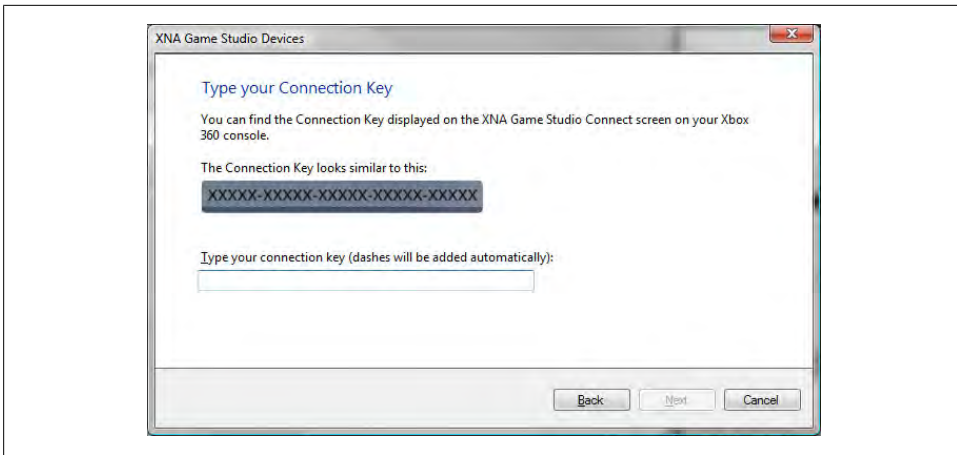 XNA Game Studio Devices
Type your Connection Key
You can find the Connection Key displayed on the XNA Game Studio Connect screen on your Xbox
360 console.
The Connection Key looks similar to this:
XXXXX-XXXXX-XXXXX-XXXXX-XXXXX
Type your connection key (dashes will be added automatically):
Back Next Cancel